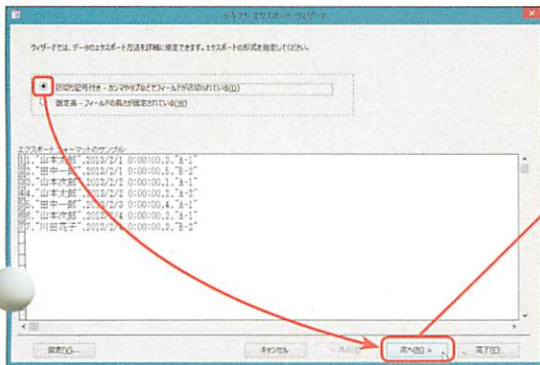 テキスト エクスポート ウィザード
ウィザードでは、データのエクスポート方法を詳細に指定できます。エクスポートの形式を指定してください。
区切り記号付き - カンマやタブなどでフィールドが区切られている(D)
固定長 - フィールドの長さが固定されている(W)
エクスポート フォーマットのサンプル:
1 1,"山本太郎",2013/2/1 0:00:00,3,"A-1"
2 2,"田中一郎",2013/2/1 0:00:00,5,"B-2"
3 3,"山本次郎",2013/2/2 0:00:00,1,"A-1"
4 4,"山本太郎",2013/2/2 0:00:00,2,"A-2"
5 5,"田中一郎",2013/2/3 0:00:00,4,"A-1"
6 6,"山本次郎",2013/2/4 0:00:00,2,"A-1"
7 7,"川田花子",2013/2/4 0:00:00,3,"B-2"
設定(V)...
キャンセル
次へ(N) >
完了(F)